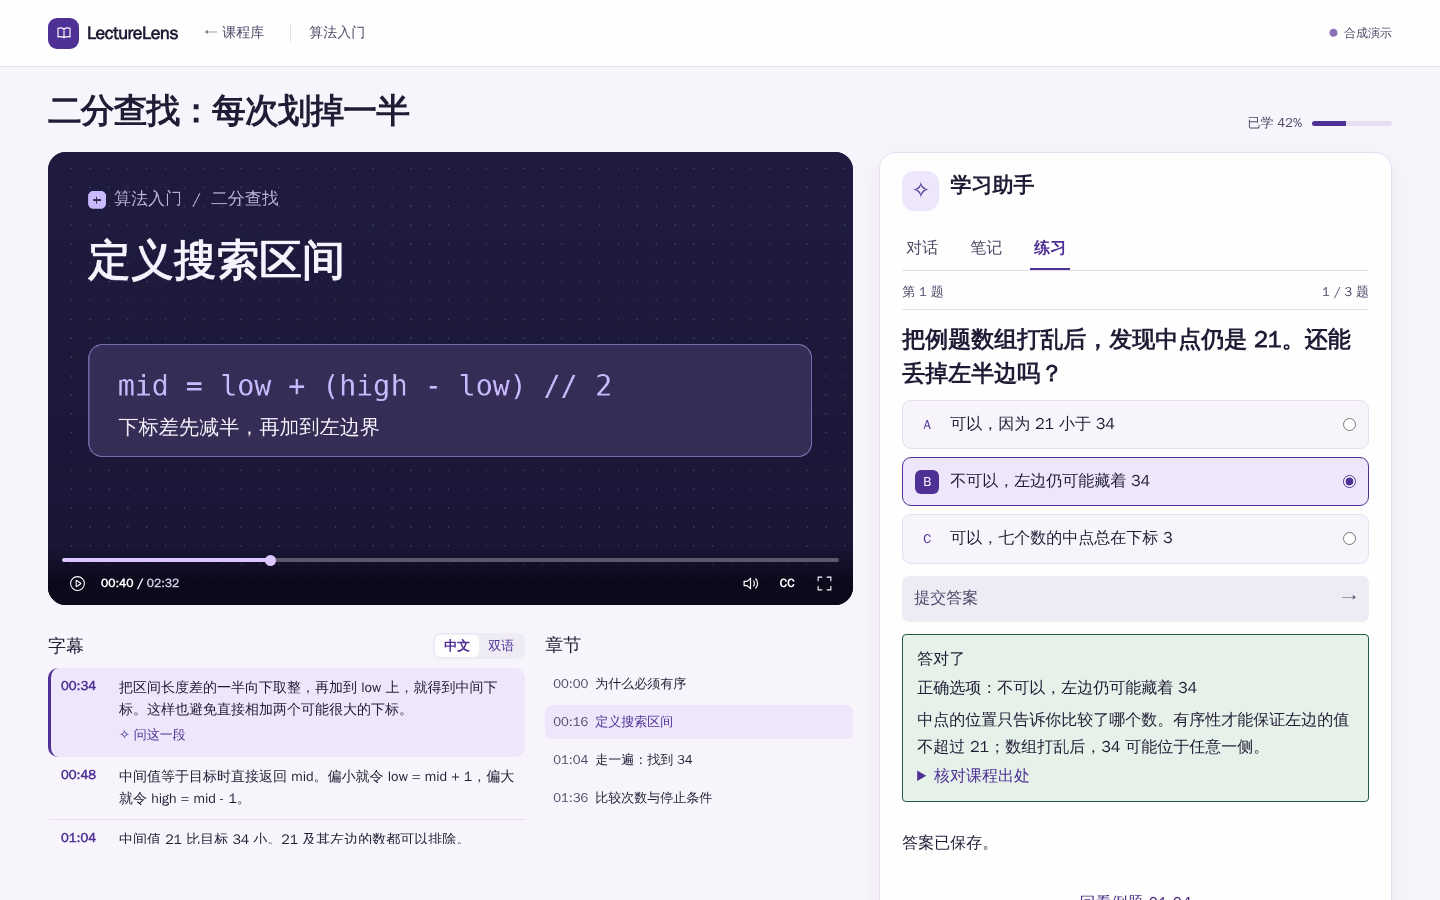 LectureLens
← 课程库
算法入门
合成演示
二分查找：每次划掉一半
已学 42%
算法入门 / 二分查找
定义搜索区间
mid = low + (high - low) // 2
下标差先减半，再加到左边界
00:40 / 02:32
CC
字幕
中文 双语
00:34 把区间长度差的一半向下取整，再加到 low 上，就得到中间下
标。这样也避免直接相加两个可能很大的下标。
✧ 问这一段
00:48 中间值等于目标时直接返回 mid。偏小就令 low = mid + 1，偏大
就令 high = mid - 1。
01:04 中间值 21 比目标 34 小。21 及其左边的数都可以排除。
章节
00:00 为什么必须有序
00:16 定义搜索区间
01:04 走一遍：找到 34
01:36 比较次数与停止条件
学习助手
对话 笔记 练习
第 1 题
1 / 3 题
把例题数组打乱后，发现中点仍是 21。还能
丢掉左半边吗？
A 可以，因为 21 小于 34
B 不可以，左边仍可能藏着 34
C 可以，七个数的中点总在下标 3
提交答案 →
答对了
正确选项：不可以，左边仍可能藏着 34
中点的位置只告诉你比较了哪个数。有序性才能保证左边的值
不超过 21；数组打乱后，34 可能位于任意一侧。
▶ 核对课程出处
答案已保存。
回看例题 01:04